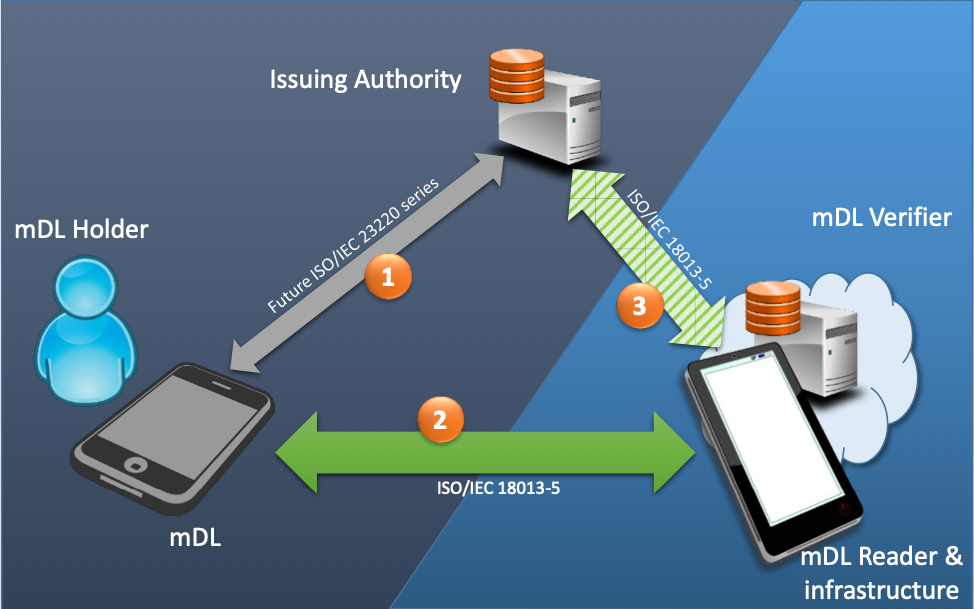 Issuing Authority
mDL Holder
Future ISO/IEC 23220 series
1
ISO/IEC 18013-5
3
mDL Verifier
2
ISO/IEC 18013-5
mDL
mDL Reader &
infrastructure